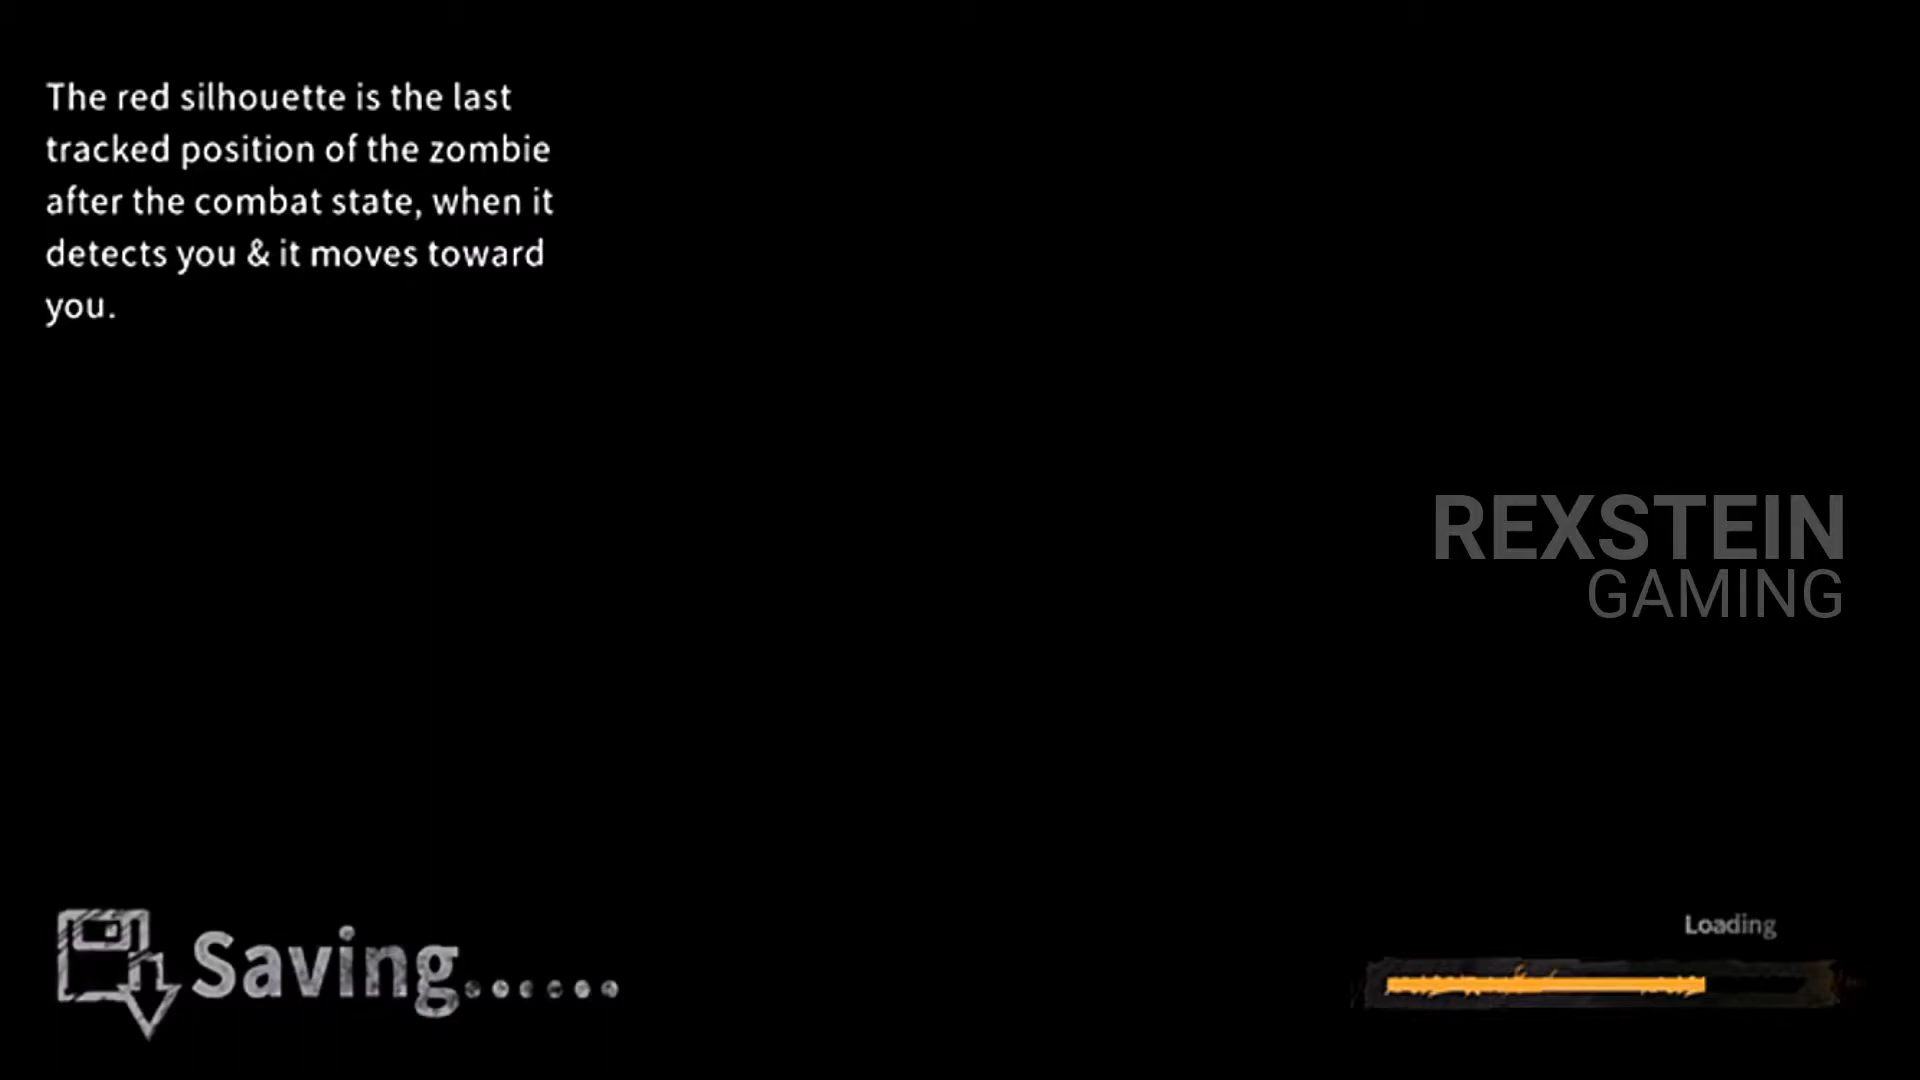 The red silhouette is the last
tracked position of the zombie
after the combat state, when it
detects you & it moves toward
you.
REXSTEIN
GAMING
Loading
Saving......